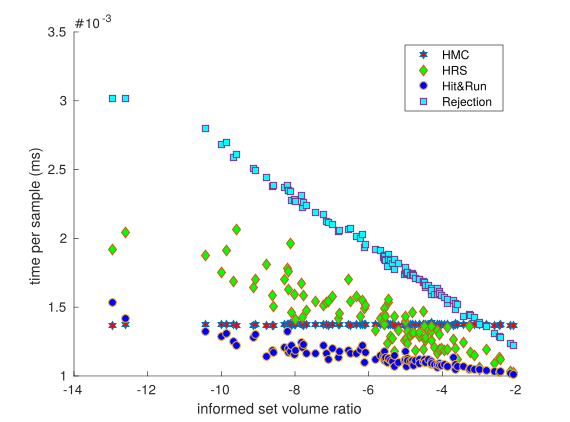 #10⁻³
3.5
3
2.5
2
1.5
1
time per sample (ms)
-14 -12 -10 -8 -6 -4 -2
informed set volume ratio
HMC
HRS
Hit&Run
Rejection